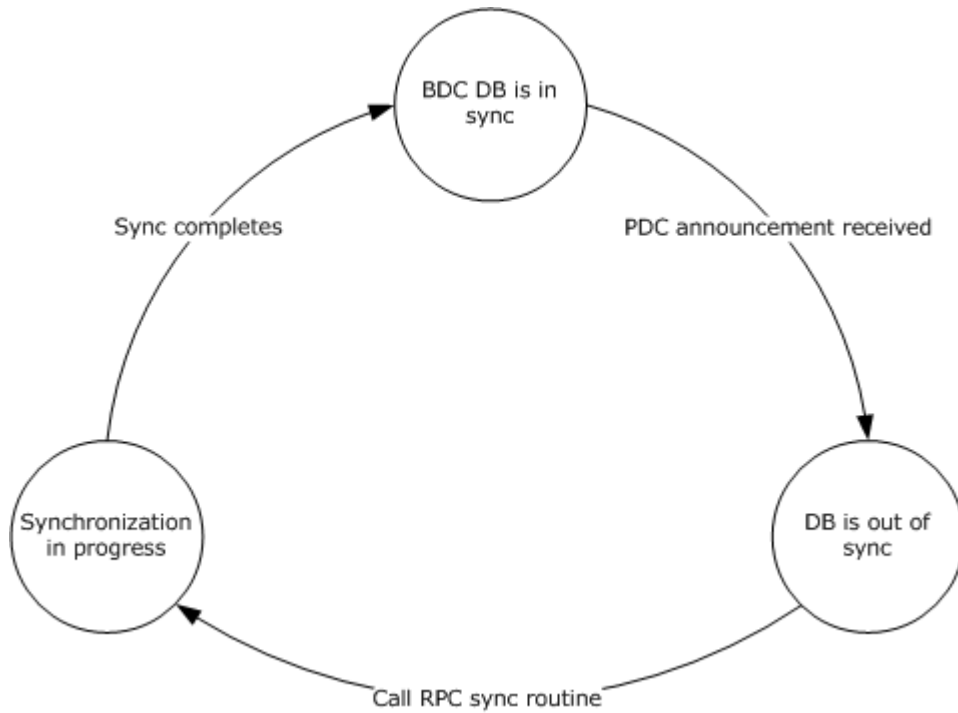 BDC DB is in
sync
Sync completes
PDC announcement received
Synchronization
in progress
DB is out of
sync
Call RPC sync routine